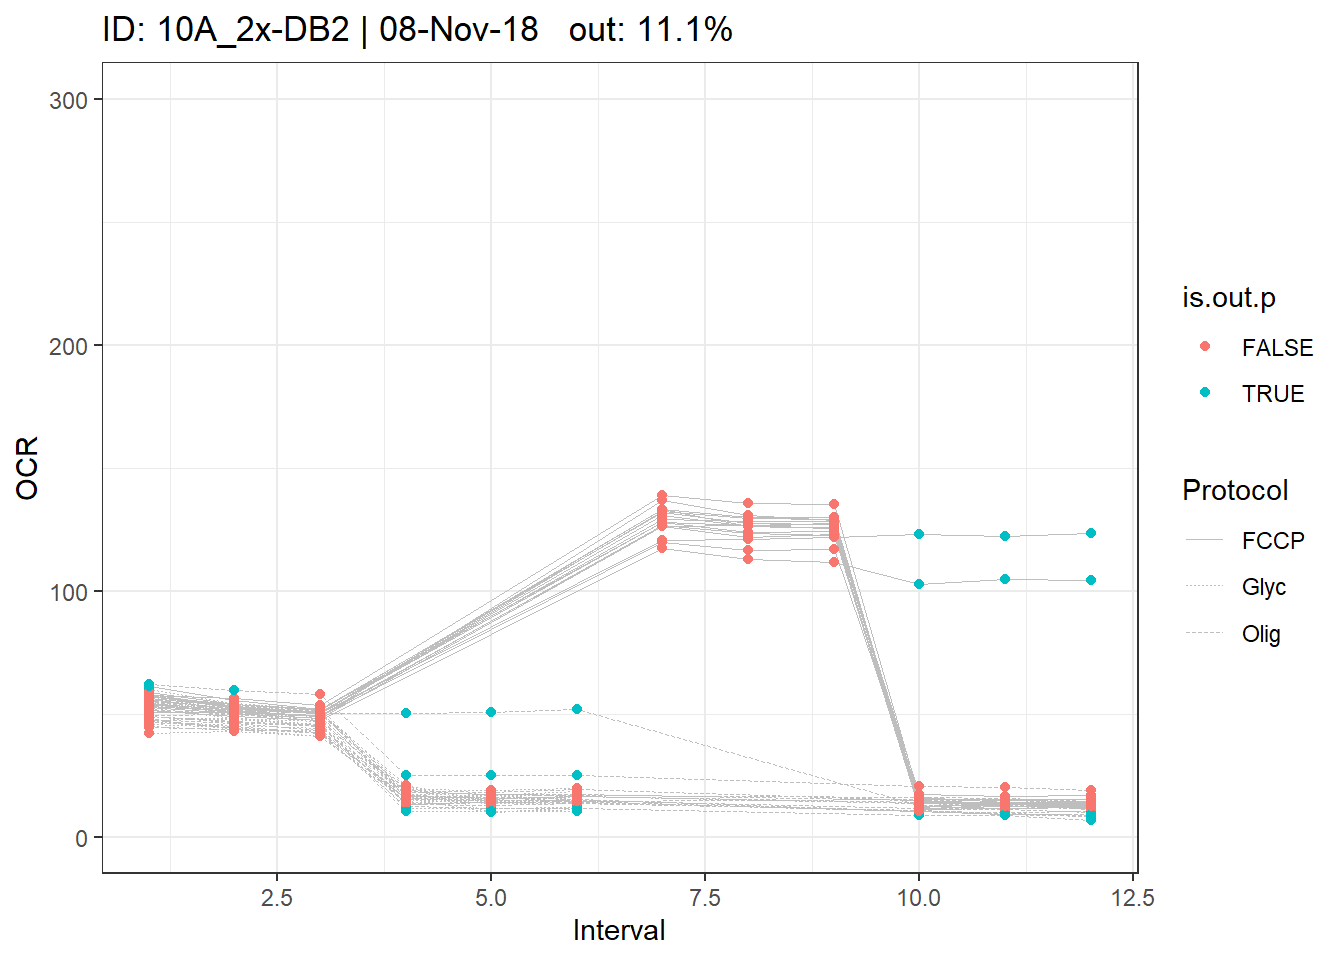 ID: 10A_2x-DB2 | 08-Nov-18   out: 11.1%
300
200
100
0
OCR
2.5
5.0
7.5
10.0
12.5
Interval
is.out.p
FALSE
TRUE
Protocol
FCCP
Glyc
Olig